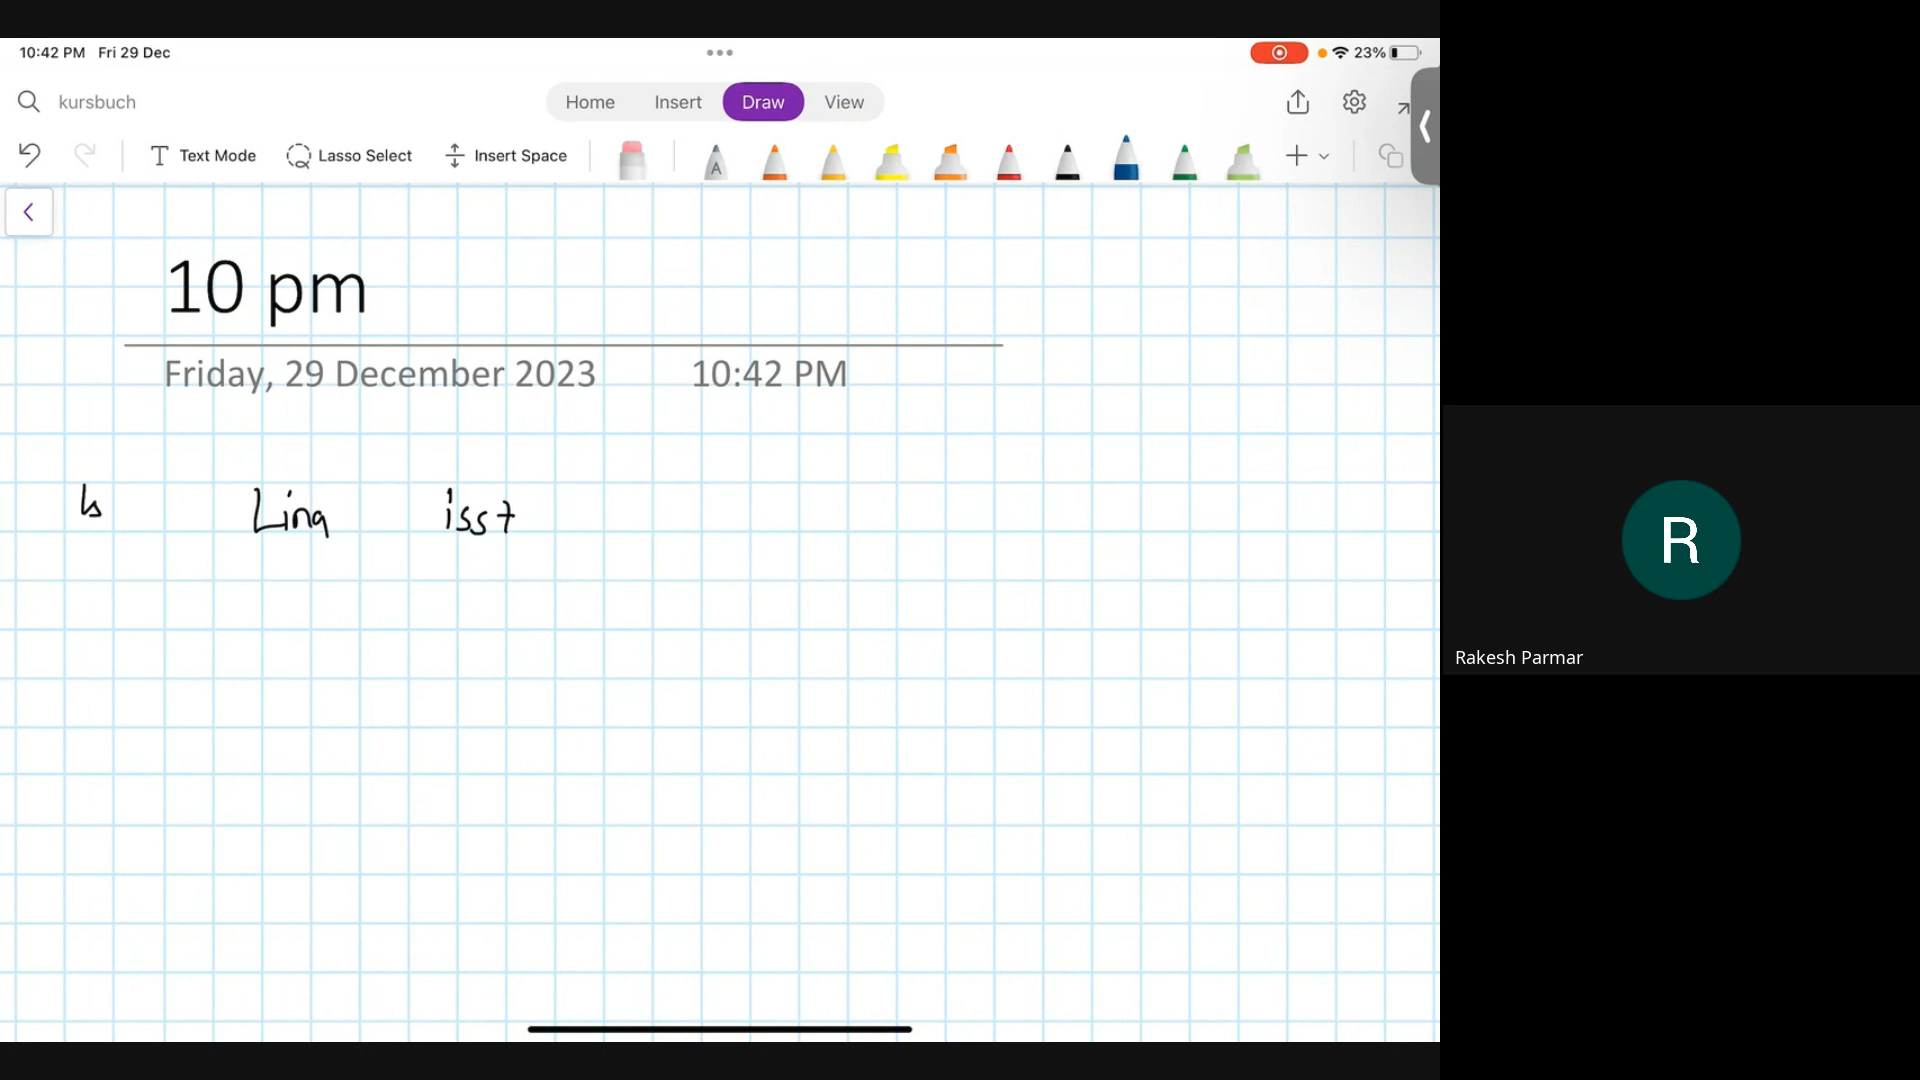 10:42 PM Fri 29 Dec
23%
kursbuch
Home Insert Draw View
Text Mode Lasso Select Insert Space A
10 pm
Friday, 29 December 2023 10:42 PM
Lina isst
R
Rakesh Parmar